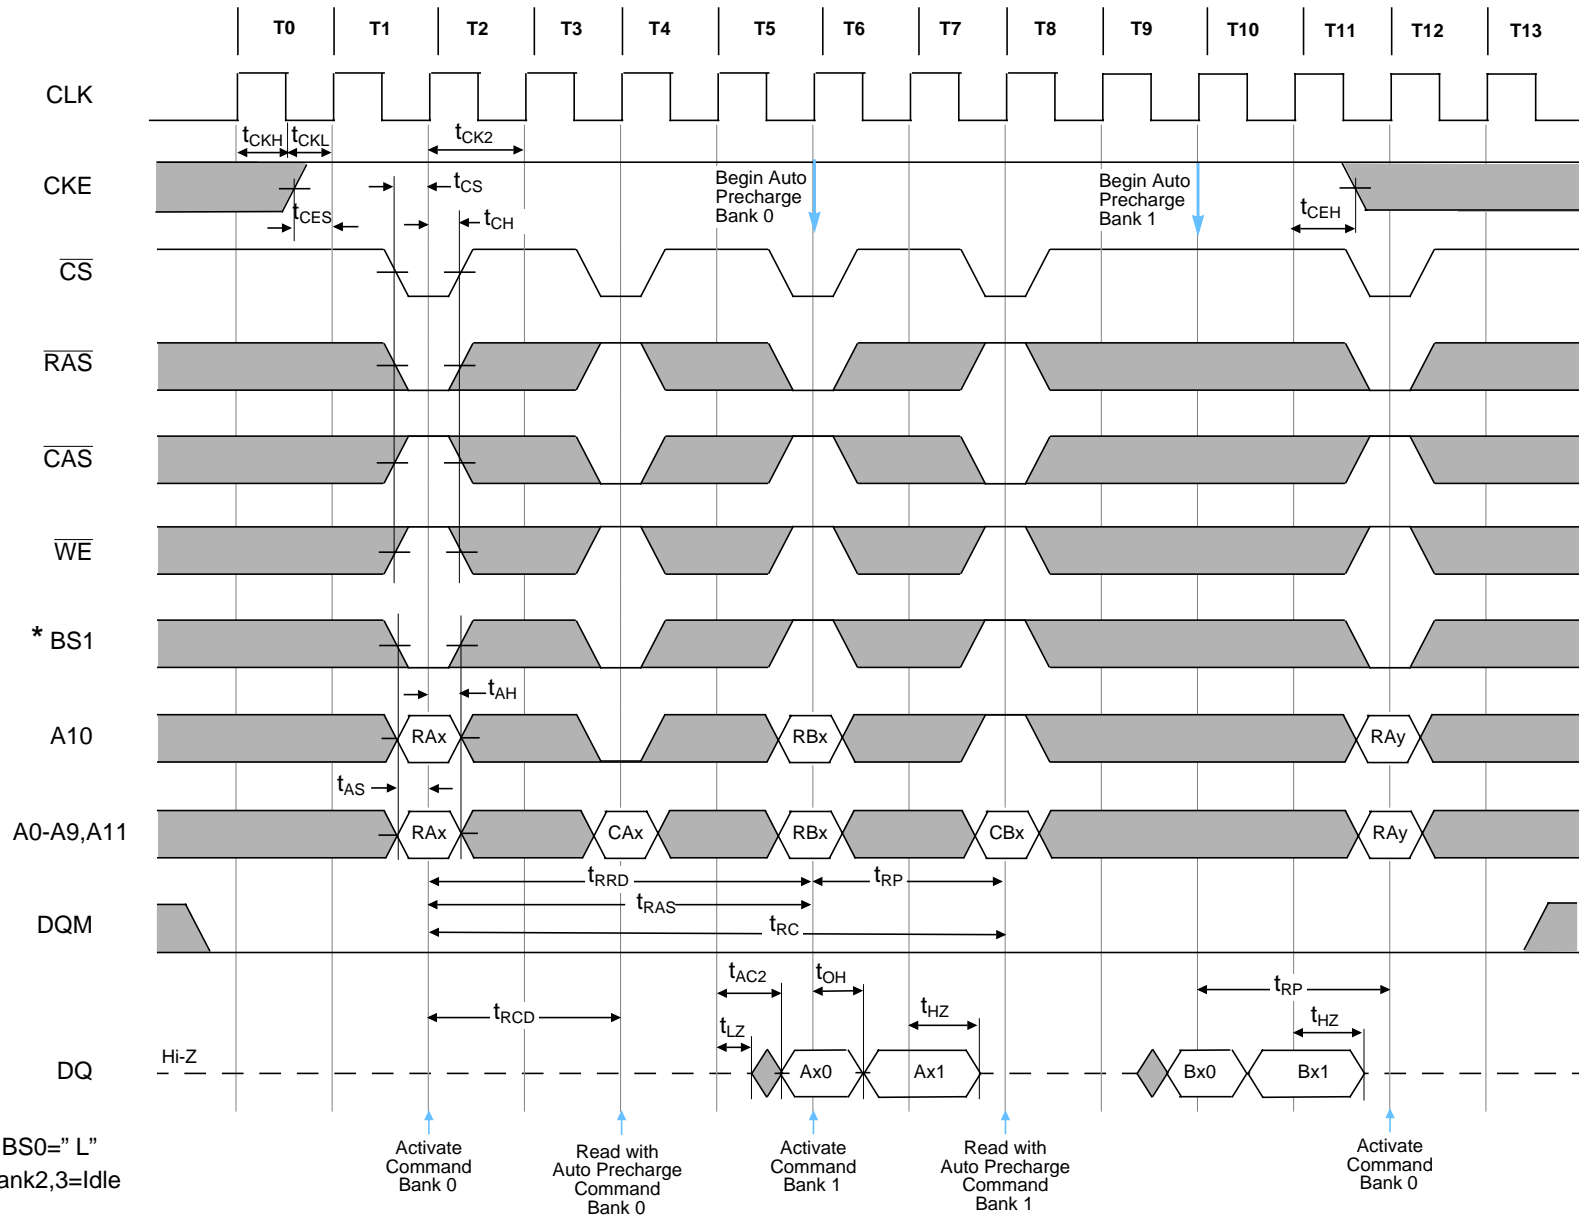 T0 T1 T2 T3 T4 T5 T6 T7 T8 T9 T10 T11 T12 T13
CLK
tCKH tCKL tCK2
CKE
tCS
tCES
tCH
Begin Auto
Precharge
Bank 0
Begin Auto
Precharge
Bank 1
tCEH
CS
RAS
CAS
WE
* BS1
tAH
A10
RAx RBx RAy
tAS
A0-A9,A11
RAx CAx RBx CBx RAy
tRRD tRP
tRAS
DQM
tRC
tAC2 tOH
tRP
tRCD
tLZ
tHZ
tHZ
Hi-Z
DQ
Ax0 Ax1 Bx0 Bx1
BS0=” L”
ank2,3=Idle
Activate
Command
Bank 0
Read with
Auto Precharge
Command
Bank 0
Activate
Command
Bank 1
Read with
Auto Precharge
Command
Bank 1
Activate
Command
Bank 0